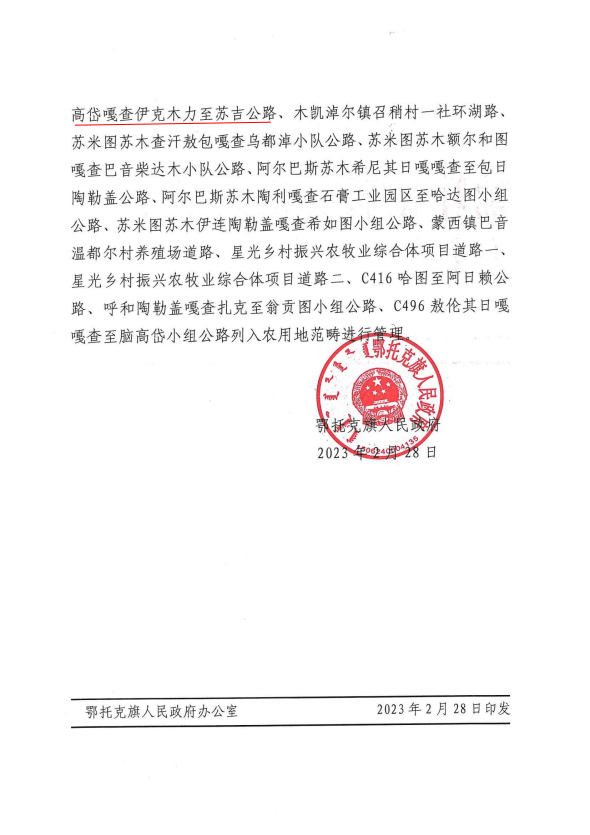 高岱嘎查伊克木力至苏吉公路、木凯淖尔镇召稍村一社环湖路、
苏米图苏木查汗敖包嘎查乌都淖小队公路、苏米图苏木额尔和图
嘎查巴音柴达木小队公路、阿尔巴斯苏木希尼其日嘎嘎查至包日
陶勒盖公路、阿尔巴斯苏木陶利嘎查石膏工业园区至哈达图小组
公路、苏米图苏木伊连陶勒盖嘎查希如图小组公路、蒙西镇巴音
温都尔村养殖场道路、星光乡村振兴农牧业综合体项目道路一、
星光乡村振兴农牧业综合体项目道路二、C416 哈图至阿日赖公
路、呼和陶勒盖嘎查扎克至翁贡图小组公路、C496 敖伦其日嘎
嘎查至脑高岱小组公路列入农用地范畴进行管理。
鄂托克旗人民政府
鄂托克旗人民政府
2023 年 2 月 28 日
鄂托克旗人民政府办公室 2023 年 2 月 28 日印发